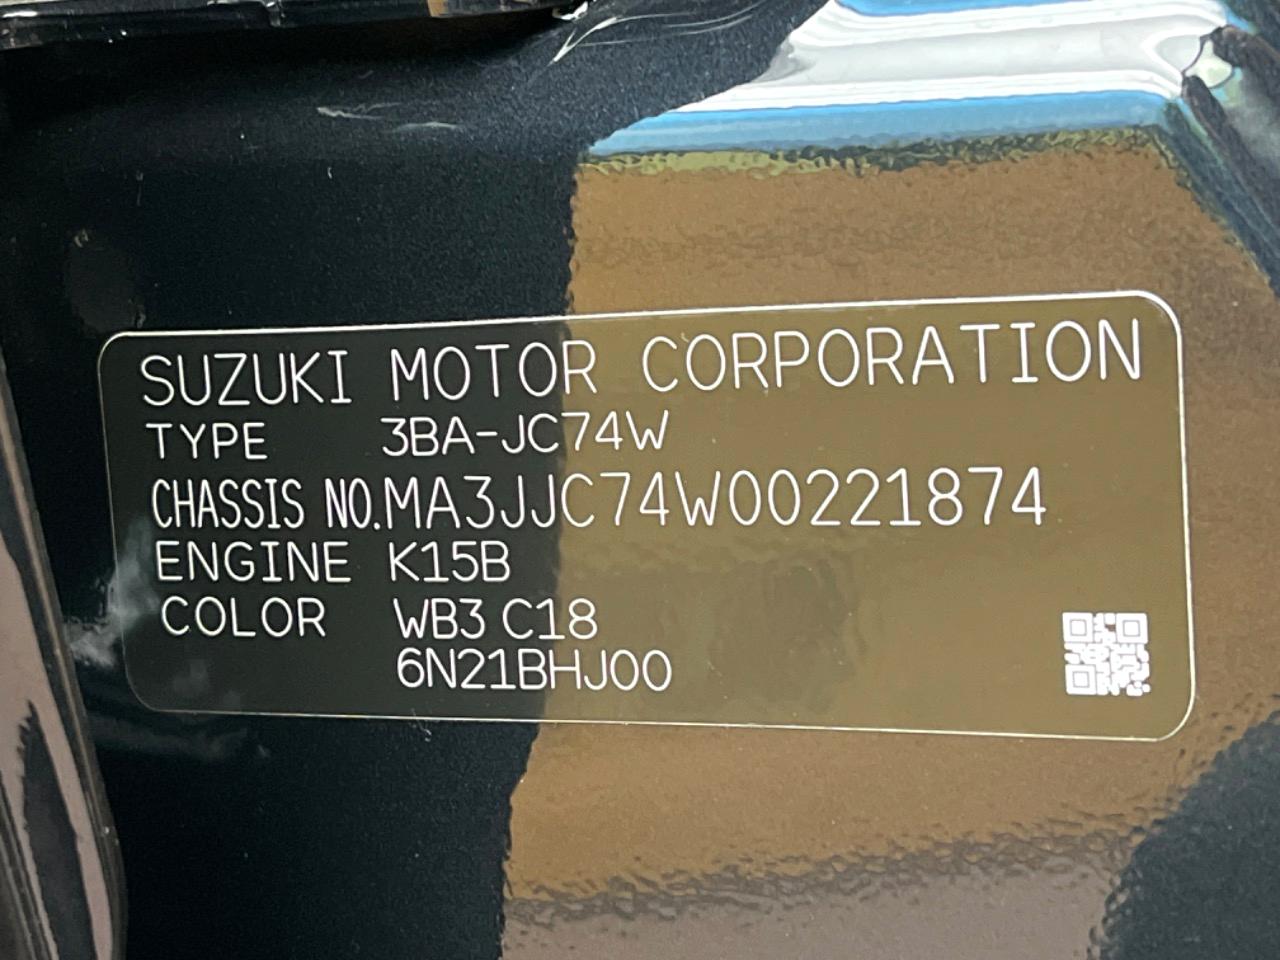 SUZUKI MOTOR CORPORATION
TYPE 3BA-JC74W
CHASSIS NO.MA3JJC74W00221874
ENGINE K15B
COLOR WB3 C18
6N21BHJ00